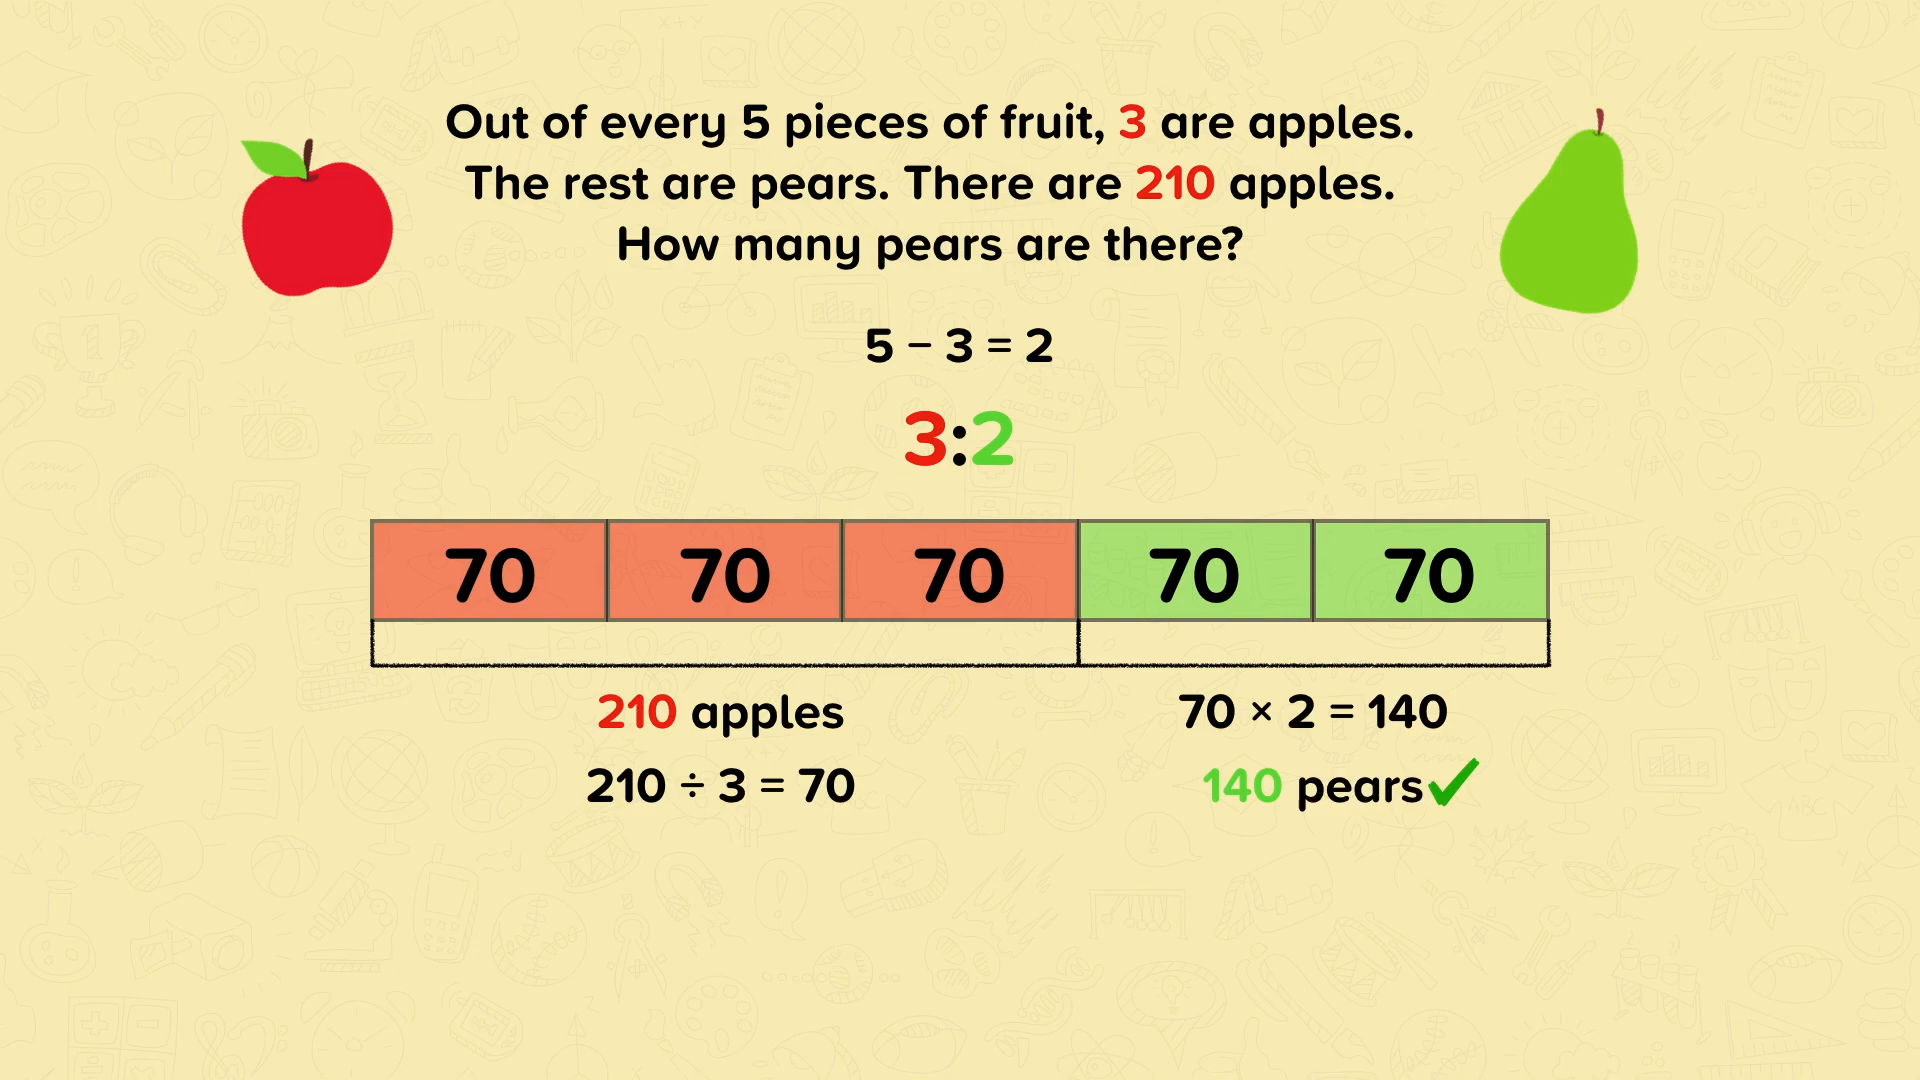 Out of every 5 pieces of fruit, 3 are apples.
The rest are pears. There are 210 apples.
How many pears are there?
5 − 3 = 2
3:2
70 70 70 70 70
210 apples
210 ÷ 3 = 70
70 × 2 = 140
140 pears